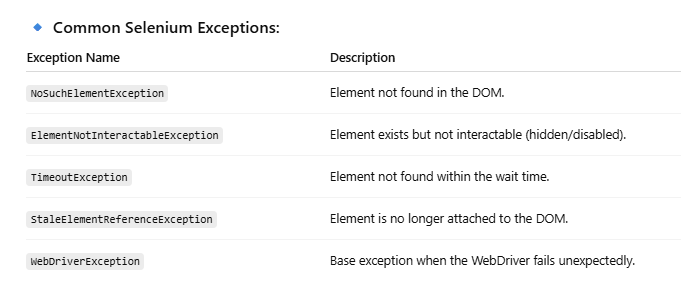 Common Selenium Exceptions:
Exception Name Description
NoSuchElementException Element not found in the DOM.
ElementNotInteractableException Element exists but not interactable (hidden/disabled).
TimeoutException Element not found within the wait time.
StaleElementReferenceException Element is no longer attached to the DOM.
WebDriverException Base exception when the WebDriver fails unexpectedly.